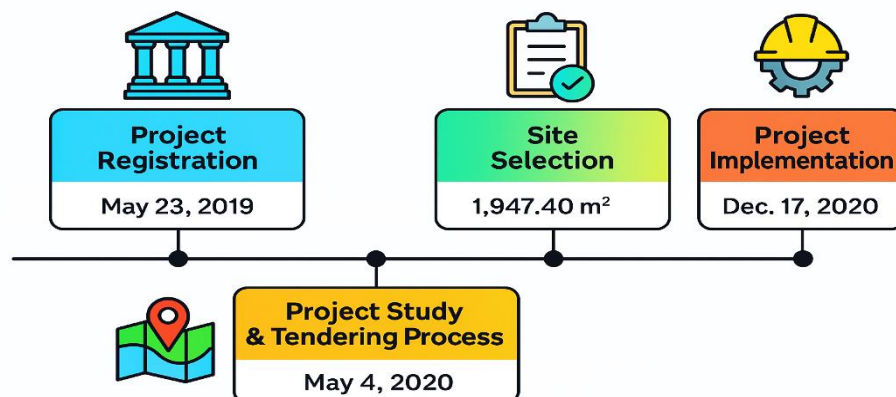 Project
Registration
May 23, 2019
Project Study
& Tendering Process
May 4, 2020
Site
Selection
1,947.40 m²
Project
Implementation
Dec. 17, 2020